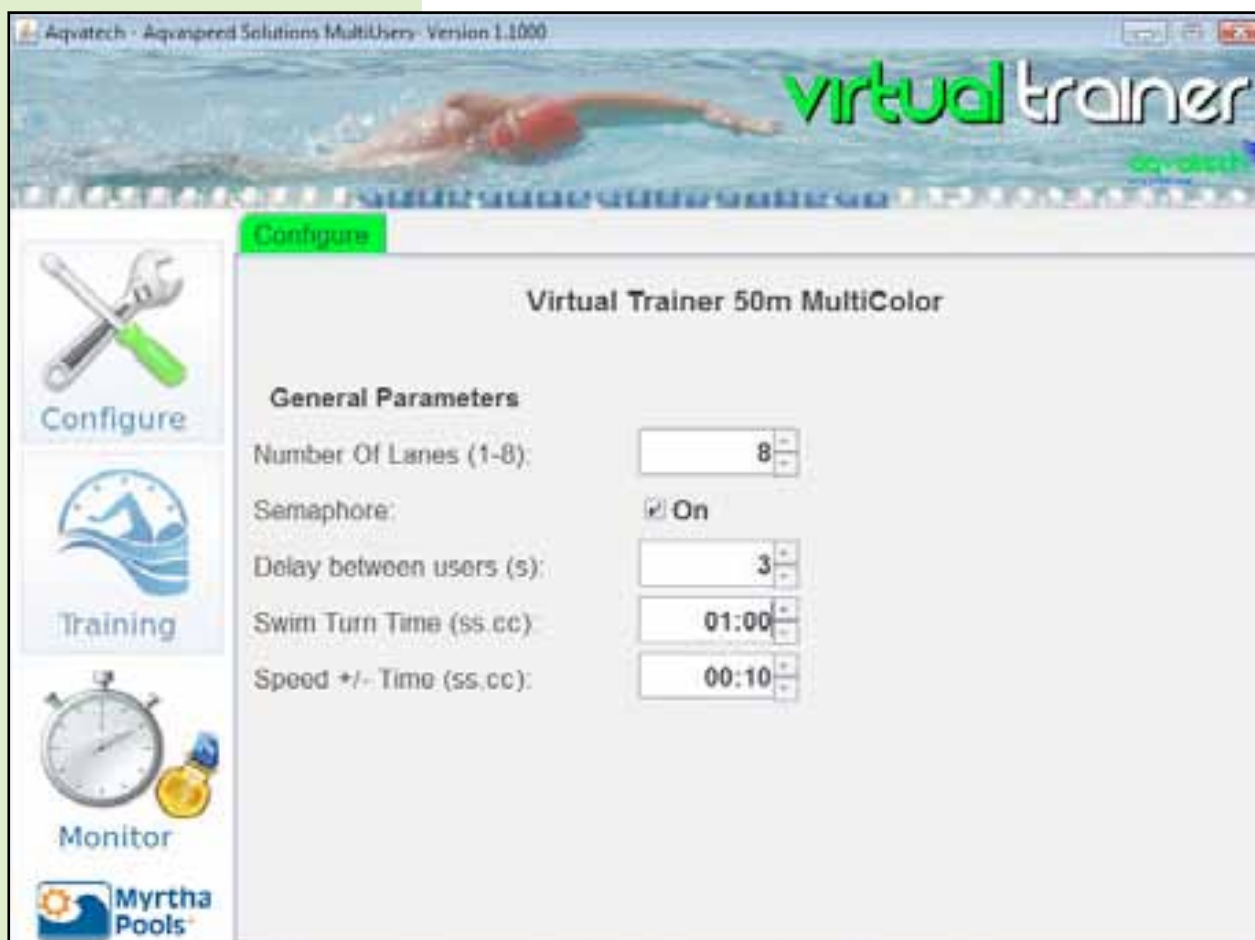 Aqvatech - Aqvaspeed Solutions MultiUsers- Version 1.1000
virtual trainer
aqvatech
Configure
Virtual Trainer 50m MultiColor
General Parameters
Configure
Number Of Lanes (1-8): 8
Semaphore: On
Delay between users (s): 3
Swim Turn Time (ss.cc) 01:00
Training
Speed +/- Time (ss.cc): 00:10
Monitor
Myrtha
Pools